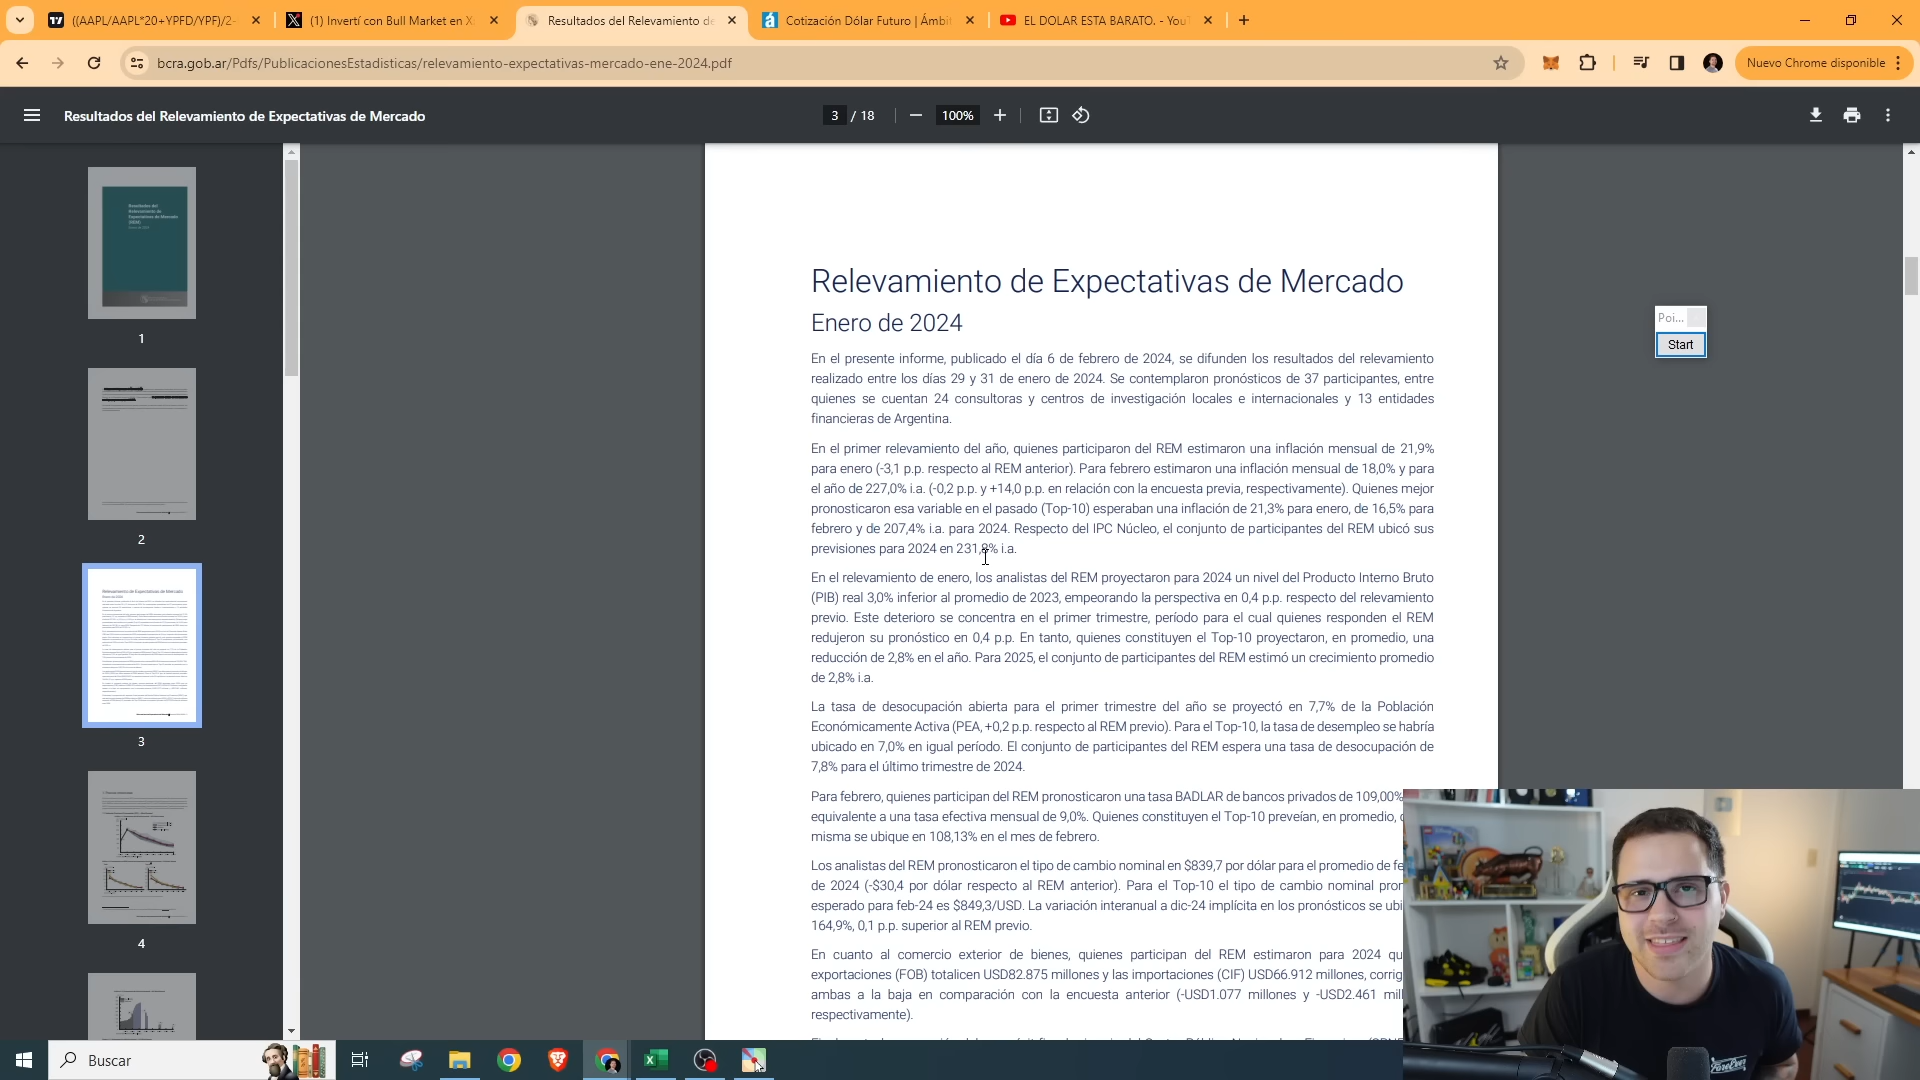 ((AAPL/AAPL*20+YPFD/YPF)/2-
(1) Invertí con Bull Market en X
Resultados del Relevamiento de
Cotización Dólar Futuro | Ámbit
EL DOLAR ESTA BARATO. - YouT
bcra.gob.ar/Pdfs/PublicacionesEstadisticas/relevamiento-expectativas-mercado-ene-2024.pdf
Nuevo Chrome disponible
Resultados del Relevamiento de Expectativas de Mercado
3 / 18
100%
1
2
3
4
Relevamiento de Expectativas de Mercado
Enero de 2024
En el presente informe, publicado el día 6 de febrero de 2024, se difunden los resultados del relevamiento
realizado entre los días 29 y 31 de enero de 2024. Se contemplaron pronósticos de 37 participantes, entre
quienes se cuentan 24 consultoras y centros de investigación locales e internacionales y 13 entidades
financieras de Argentina.
En el primer relevamiento del año, quienes participaron del REM estimaron una inflación mensual de 21,9%
para enero (-3,1 p.p. respecto al REM anterior). Para febrero estimaron una inflación mensual de 18,0% y para
el año de 227,0% i.a. (-0,2 p.p. y +14,0 p.p. en relación con la encuesta previa, respectivamente). Quienes mejor
pronosticaron esa variable en el pasado (Top-10) esperaban una inflación de 21,3% para enero, de 16,5% para
febrero y de 207,4% i.a. para 2024. Respecto del IPC Núcleo, el conjunto de participantes del REM ubicó sus
previsiones para 2024 en 231,8% i.a.
En el relevamiento de enero, los analistas del REM proyectaron para 2024 un nivel del Producto Interno Bruto
(PIB) real 3,0% inferior al promedio de 2023, empeorando la perspectiva en 0,4 p.p. respecto del relevamiento
previo. Este deterioro se concentra en el primer trimestre, período para el cual quienes responden el REM
redujeron su pronóstico en 0,4 p.p. En tanto, quienes constituyen el Top-10 proyectaron, en promedio, una
reducción de 2,8% en el año. Para 2025, el conjunto de participantes del REM estimó un crecimiento promedio
de 2,8% i.a.
La tasa de desocupación abierta para el primer trimestre del año se proyectó en 7,7% de la Población
Económicamente Activa (PEA, +0,2 p.p. respecto al REM previo). Para el Top-10, la tasa de desempleo se habría
ubicado en 7,0% en igual período. El conjunto de participantes del REM espera una tasa de desocupación de
7,8% para el último trimestre de 2024.
Para febrero, quienes participan del REM pronosticaron una tasa BADLAR de bancos privados de 109,00%
equivalente a una tasa efectiva mensual de 9,0%. Quienes constituyen el Top-10 preveían, en promedio,
misma se ubique en 108,13% en el mes de febrero.
Los analistas del REM pronosticaron el tipo de cambio nominal en $839,7 por dólar para el promedio de fe
de 2024 (-$30,4 por dólar respecto al REM anterior). Para el Top-10 el tipo de cambio nominal pron
esperado para feb-24 es $849,3/USD. La variación interanual a dic-24 implícita en los pronósticos se ubi
164,9%, 0,1 p.p. superior al REM previo.
En cuanto al comercio exterior de bienes, quienes participan del REM estimaron para 2024 qu
exportaciones (FOB) totalicen USD82.875 millones y las importaciones (CIF) USD66.912 millones, corrig
ambas a la baja en comparación con la encuesta anterior (-USD1.077 millones y -USD2.461 mill
respectivamente).
Poi...
Start
Buscar